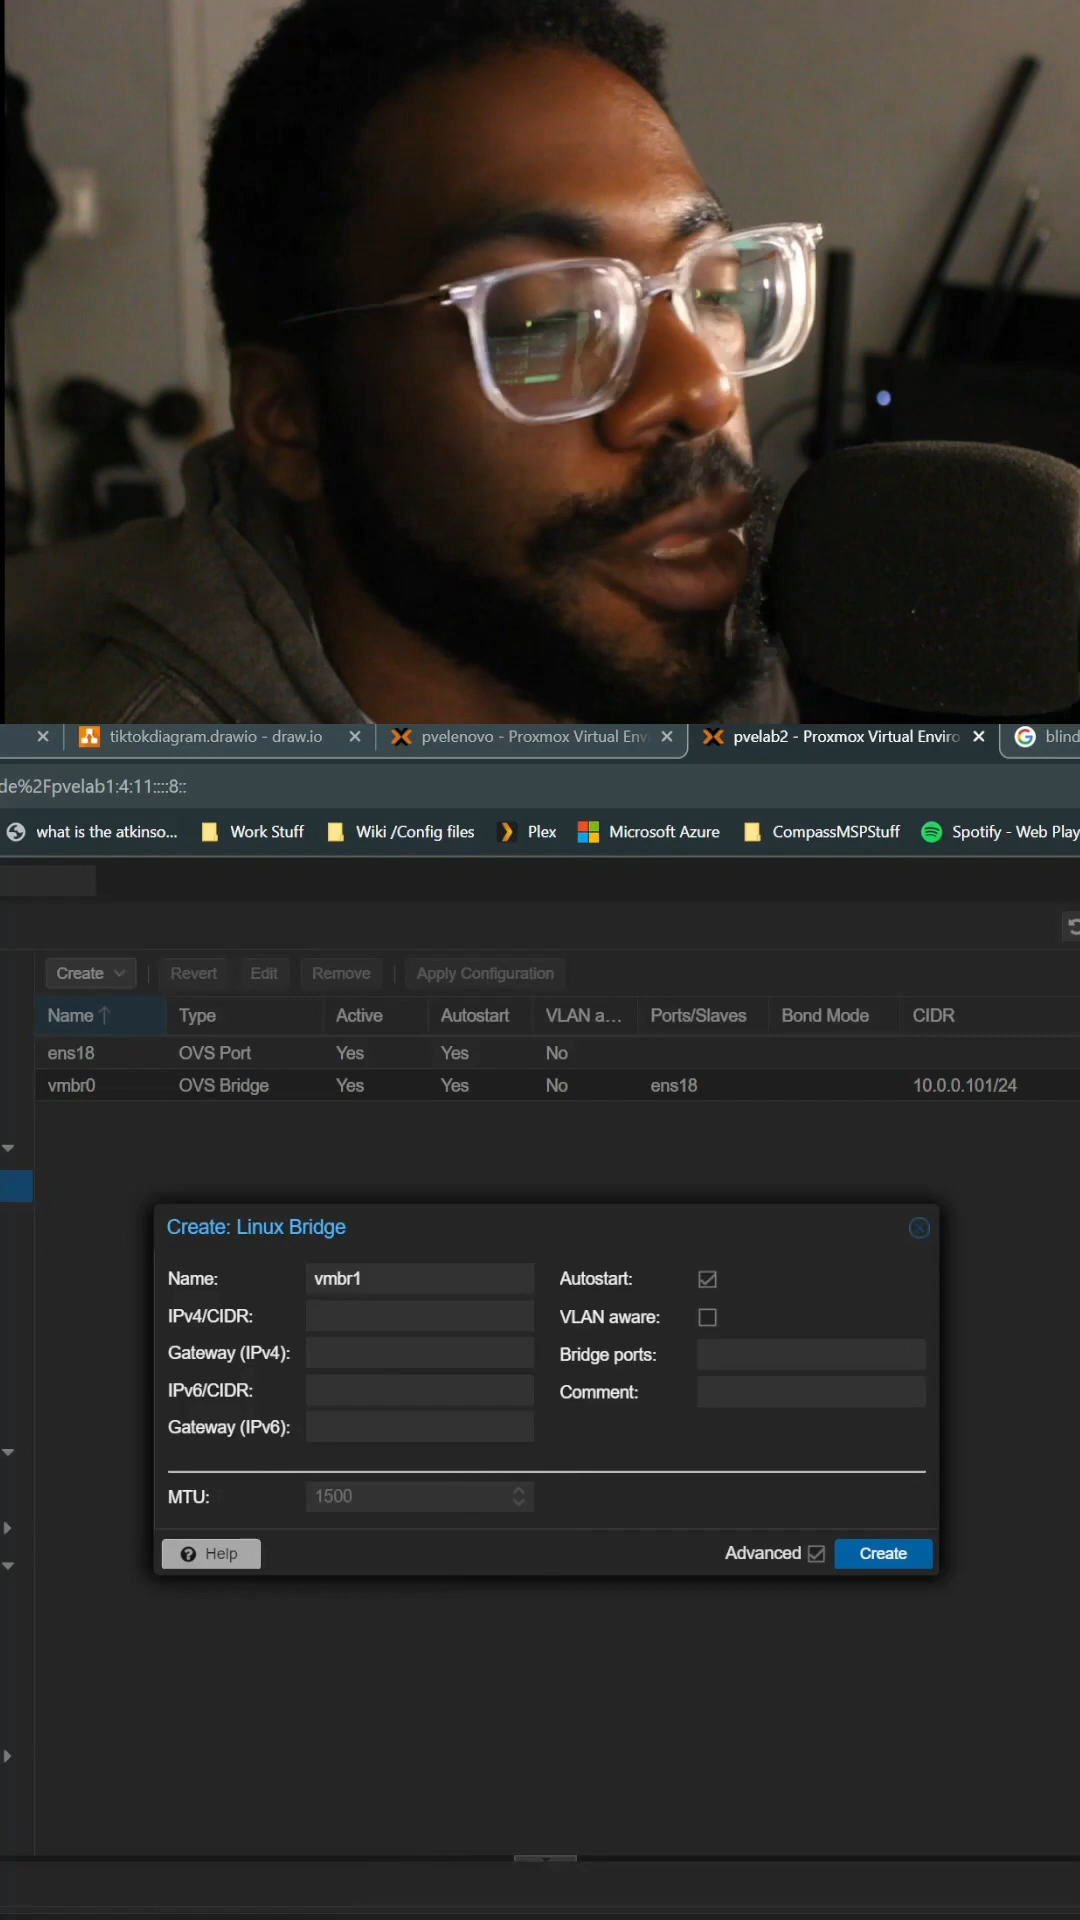 tiktokdiagram.drawio - draw.io
pvelenovo - Proxmox Virtual Env
pvelab2 - Proxmox Virtual Enviro
blind
de%2Fpvelab1:4:11::::8::
what is the atkinso...
Work Stuff
Wiki /Config files
Plex
Microsoft Azure
CompassMSPStuff
Spotify - Web Play
Create
Revert
Edit
Remove
Apply Configuration
Name Type Active Autostart VLAN a... Ports/Slaves Bond Mode CIDR
ens18 OVS Port Yes Yes No
vmbr0 OVS Bridge Yes Yes No ens18 10.0.0.101/24
Create: Linux Bridge
Name: vmbr1
Autostart:
IPv4/CIDR:
VLAN aware:
Gateway (IPv4):
Bridge ports:
IPv6/CIDR:
Comment:
Gateway (IPv6):
MTU: 1500
Help
Advanced
Create